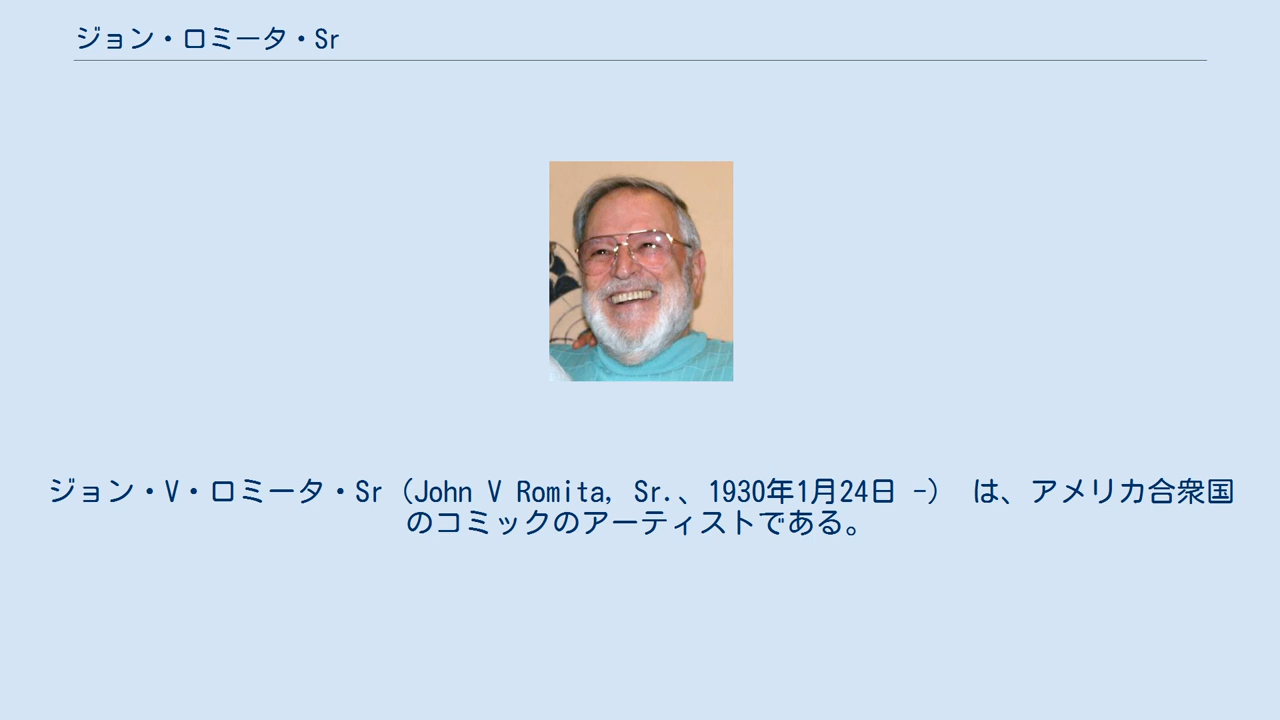 ジョン・ロミータ・Sr
ジョン・V・ロミータ・Sr (John V Romita, Sr.、1930年1月24日 -) は、アメリカ合衆国
のコミックのアーティストである。